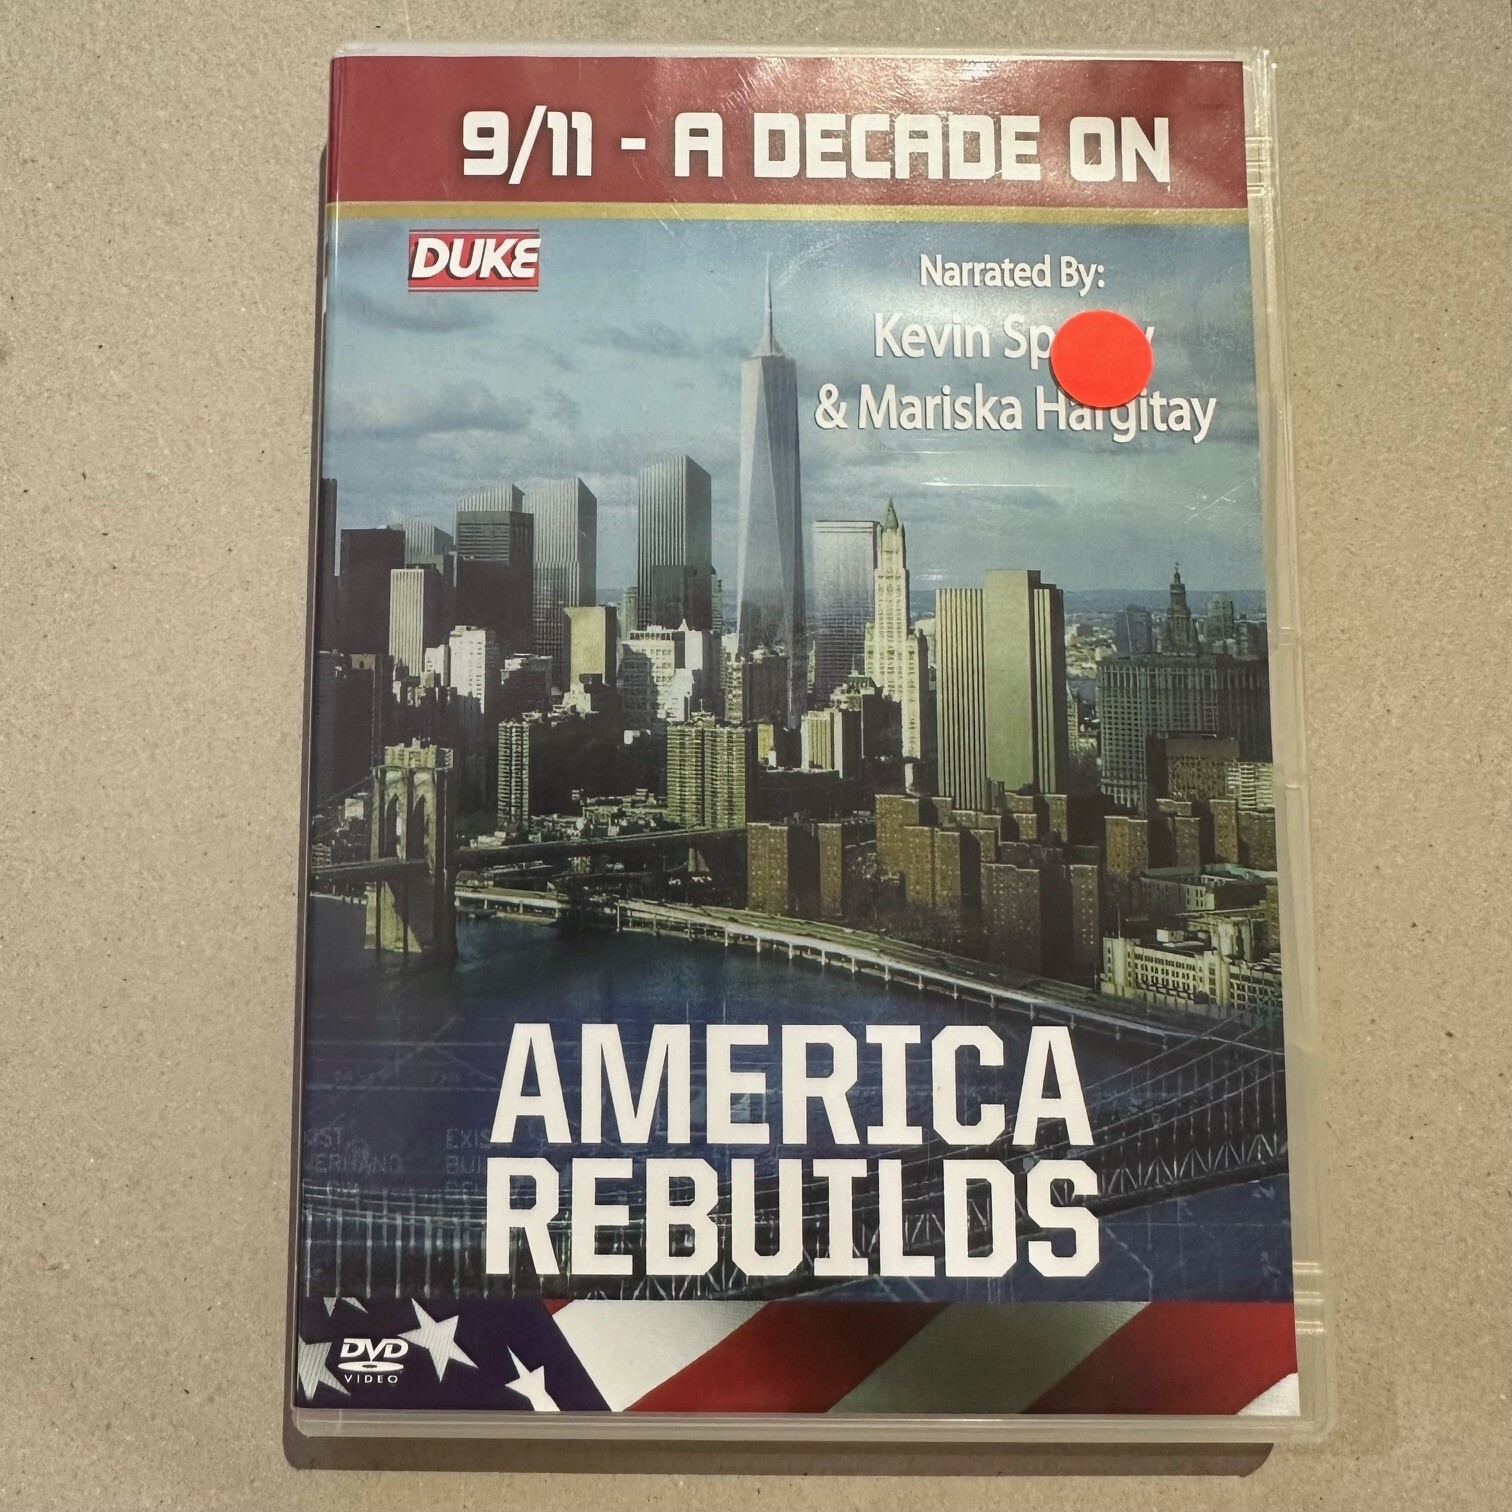 9/11 - A DECADE ON
DUKE
Narrated By:
Kevin
& Mariska Hargitay
AMERICA
REBUILDS
DVD
VIDEO